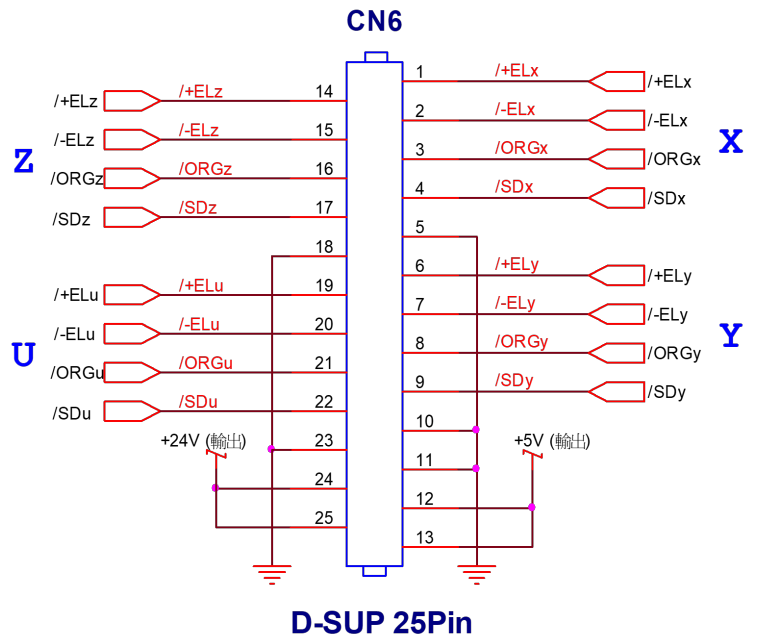 CN6
14 /+ELz /+ELz
15 /-ELz /-ELz
16 /ORGz /ORGz
17 /SDz /SDz
Z
18
19 /+ELu /+ELu
20 /-ELu /-ELu
21 /ORGu /ORGu
22 /SDu /SDu
U
23
+24V (輸出)
24
25
1 /+ELx /+ELx
2 /-ELx /-ELx
3 /ORGx /ORGx
4 /SDx /SDx
X
5
6 /+ELy /+ELy
7 /-ELy /-ELy
8 /ORGy /ORGy
9 /SDy /SDy
Y
10
+5V (輸出)
11
12
13
D-SUP 25Pin